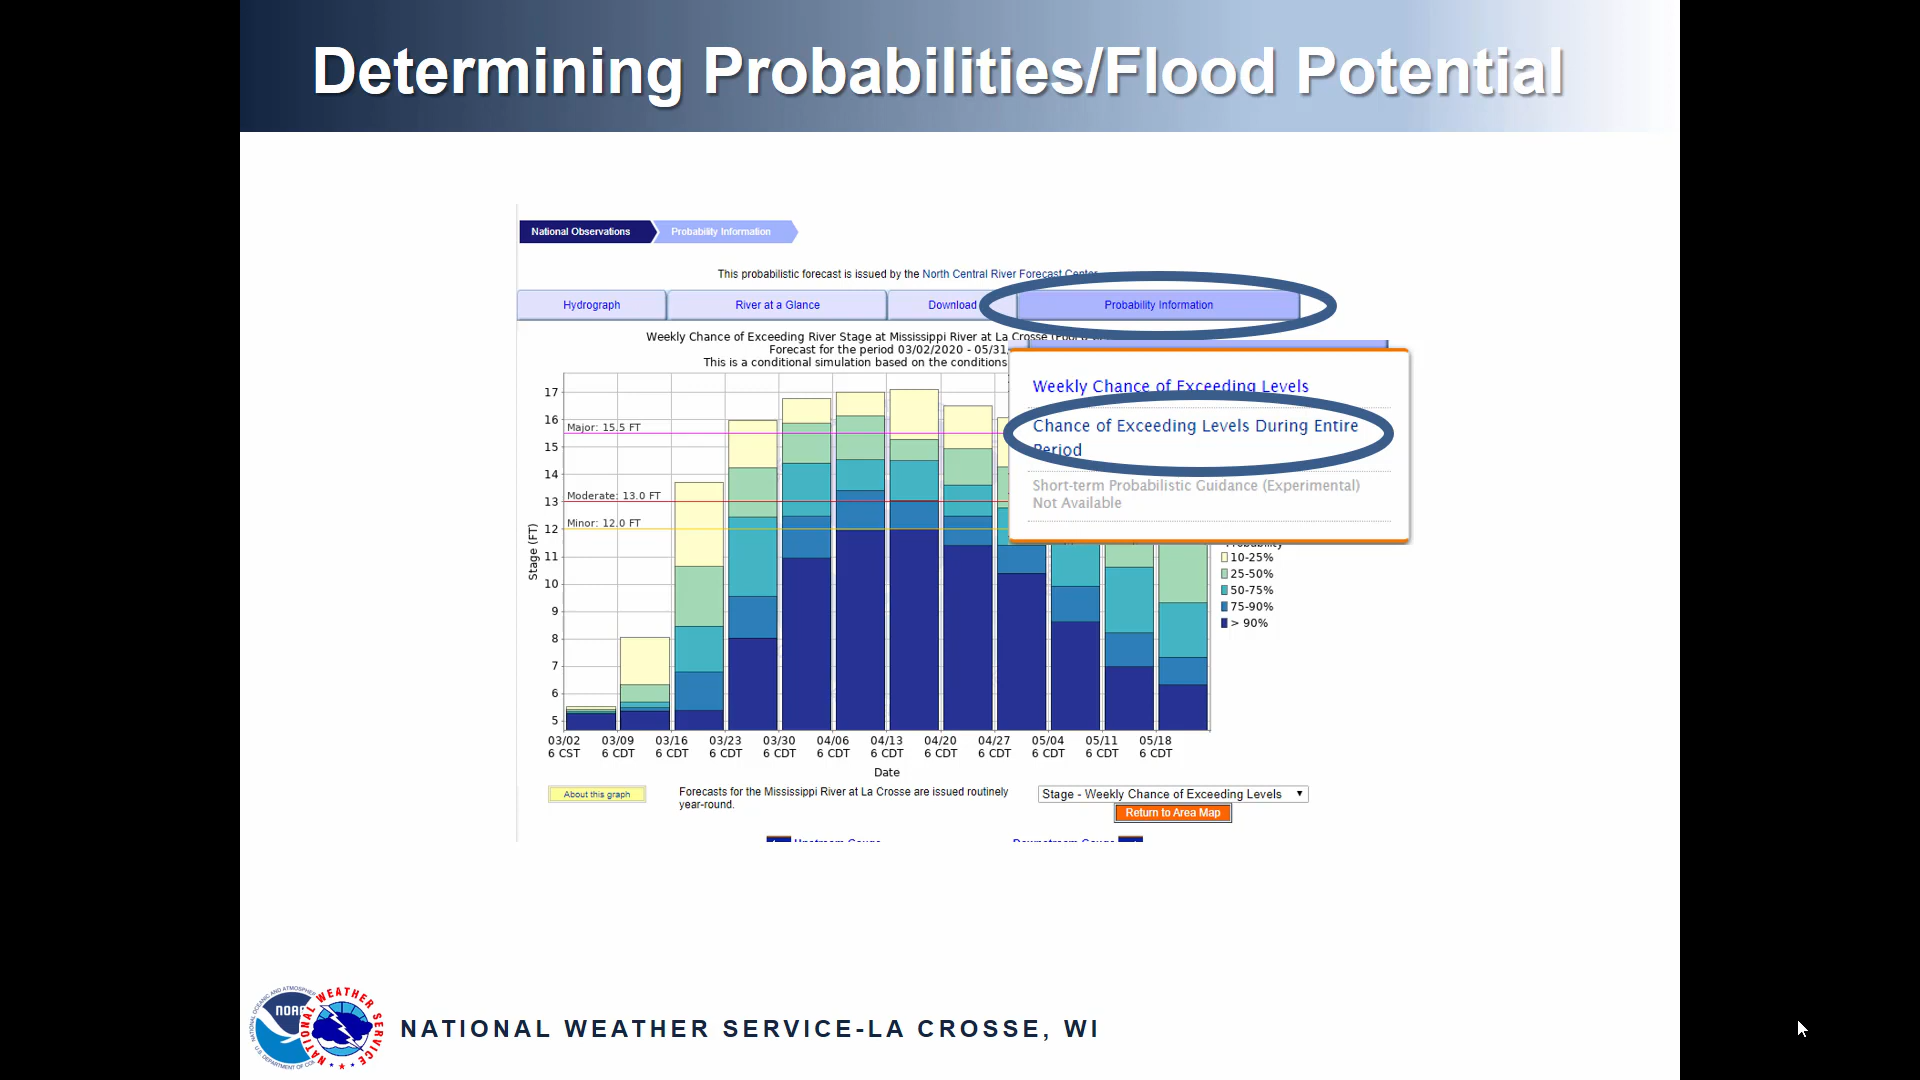 Determining Probabilities/Flood Potential
National Observations
Probability Information
This probabilistic forecast is issued by the North Central River Forecast Center
Hydrograph
River at a Glance
Download
Probability Information
Weekly Chance of Exceeding River Stage at Mississippi River at La Crosse
Forecast for the period 03/02/2020 - 05/31
This is a conditional simulation based on the conditions
Weekly Chance of Exceeding Levels
Chance of Exceeding Levels During Entire
Period
Short-term Probabilistic Guidance (Experimental)
Not Available
Stage (FT)
17
16
15
14
13
12
11
10
9
8
7
6
5
Major: 15.5 FT
Moderate: 13.0 FT
Minor: 12.0 FT
Probability
10-25%
25-50%
50-75%
75-90%
> 90%
03/02 03/09 03/16 03/23 03/30 04/06 04/13 04/20 04/27 05/04 05/11 05/18
6 CST 6 CDT 6 CDT 6 CDT 6 CDT 6 CDT 6 CDT 6 CDT 6 CDT 6 CDT 6 CDT 6 CDT
Date
About this graph
Forecasts for the Mississippi River at La Crosse are issued routinely
year-round.
Stage - Weekly Chance of Exceeding Levels
Return to Area Map
Upstream Gauge
Downstream Gauge
NOAA
NATIONAL WEATHER SERVICE
NATIONAL WEATHER SERVICE-LA CROSSE, WI